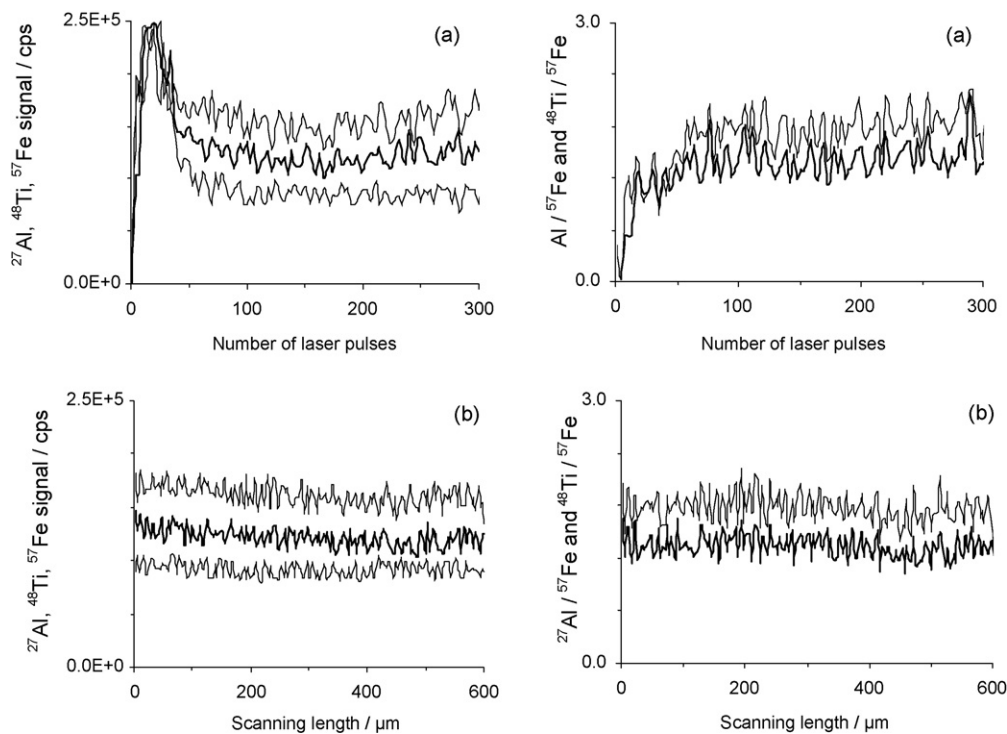 2.5E+5
(a)
²⁷Al, ⁴⁸Ti, ⁵⁷Fe signal / cps
0.0E+0
0 100 200 300
Number of laser pulses
3.0
(a)
Al / ⁵⁷Fe and ⁴⁸Ti / ⁵⁷Fe
0.0
0 100 200 300
Number of laser pulses
2.5E+5
(b)
²⁷Al, ⁴⁸Ti, ⁵⁷Fe signal / cps
0.0E+0
0 200 400 600
Scanning length / µm
3.0
(b)
²⁷Al / ⁵⁷Fe and ⁴⁸Ti / ⁵⁷Fe
0.0
0 200 400 600
Scanning length / µm